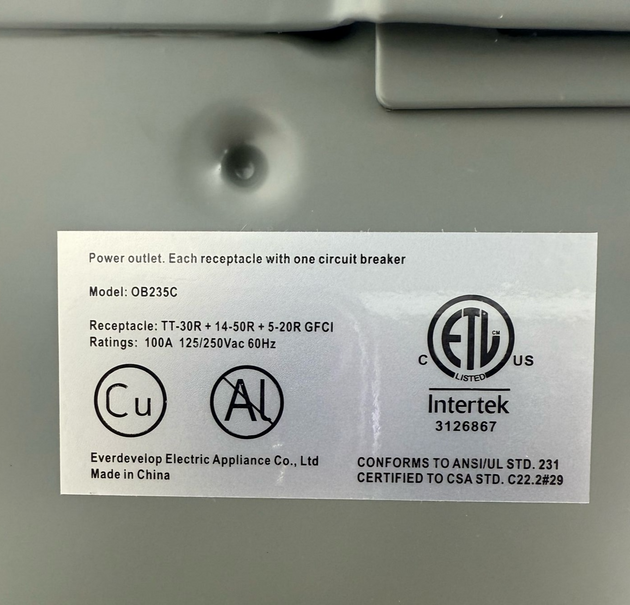 Power outlet. Each receptacle with one circuit breaker
Model: OB235C
Receptacle: TT-30R + 14-50R + 5-20R GFCI
Ratings: 100A 125/250Vac 60Hz
Cu
Al
Everdevelop Electric Appliance Co., Ltd
Made in China
ETL CM
C US
LISTED
Intertek
3126867
CONFORMS TO ANSI/UL STD. 231
CERTIFIED TO CSA STD. C22.2#29